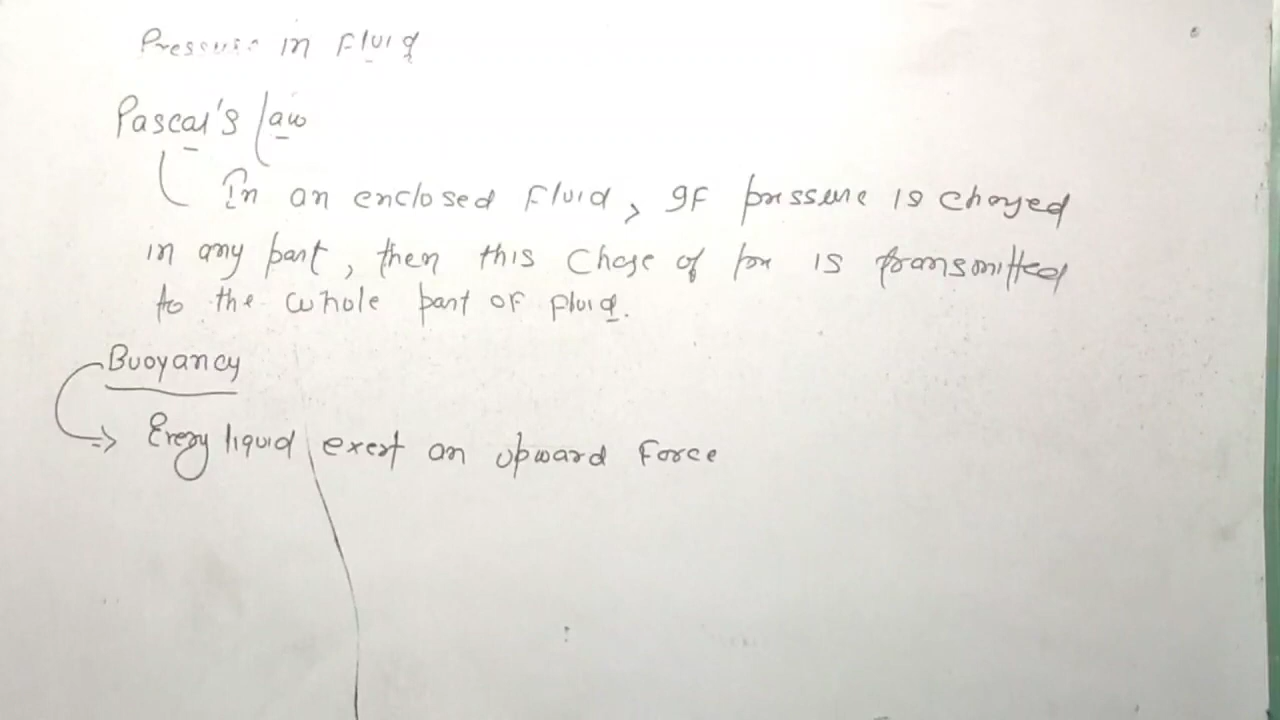 Pressure in Fluid
Pascal's law
In an enclosed Fluid, If pressure is changed
in any part, then this Change of pr is transmitted
to the whole part of Fluid.
Buoyancy
⇒ Every liquid exert an upward Force